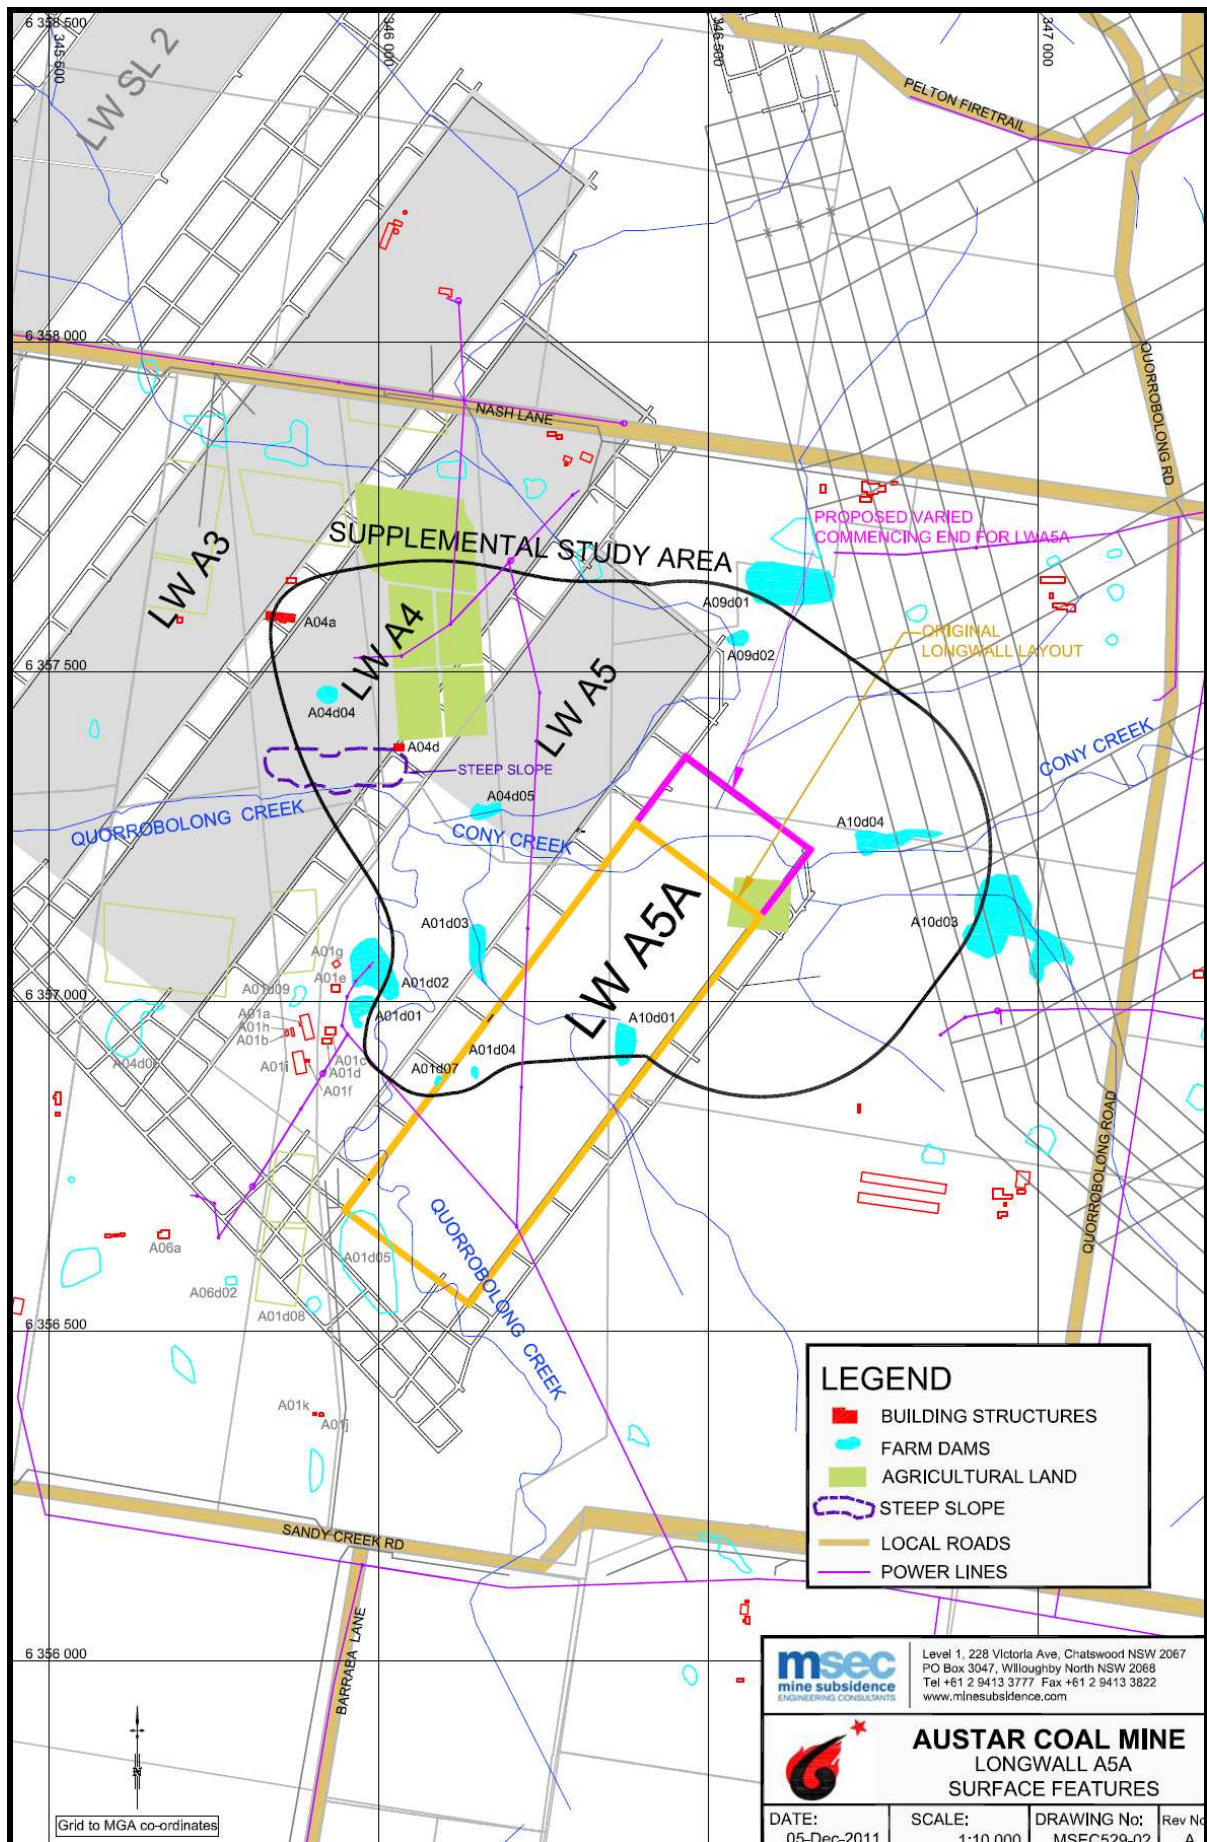 6 358 500
345 500
346 000
346 500
347 000
LW SL 2
PELTON FIRETRAIL
6 358 000
QUORROBOLONG RD
NASH LANE
PROPOSED VARIED
COMMENCING END FOR LWA5A
SUPPLEMENTAL STUDY AREA
LW A3
A09d01
A04a
LW A4
ORIGINAL
LONGWALL LAYOUT
A09d02
6 357 500
LW A5
A04d04
A04d
STEEP SLOPE
CONY CREEK
QUORROBOLONG CREEK
A04d05
CONY CREEK
A10d04
LW A5A
A01d03
A10d03
A01g
A01e
A01d09
A01d02
6 357 000
A01a
A01h
A01b
A01d01
A10d01
A04d06
A01i
A01c
A01d
A01f
A01d04
A01d07
QUORROBOLONG ROAD
QUORROBOLONG CREEK
A06a
A01d05
A06d02
A01d08
6 356 500
A01k
A01j
LEGEND
BUILDING STRUCTURES
FARM DAMS
AGRICULTURAL LAND
STEEP SLOPE
LOCAL ROADS
POWER LINES
SANDY CREEK RD
BARRABA LANE
6 356 000
msec
mine subsidence
ENGINEERING CONSULTANTS
Level 1, 228 Victoria Ave, Chatswood NSW 2067
PO Box 3047, Willoughby North NSW 2068
Tel +61 2 9413 3777 Fax +61 2 9413 3822
www.minesubsidence.com
AUSTAR COAL MINE
LONGWALL A5A
SURFACE FEATURES
N
Grid to MGA co-ordinates
DATE:
05-Dec-2011
SCALE:
1:10 000
DRAWING No:
MSEC529-02
Rev No
A